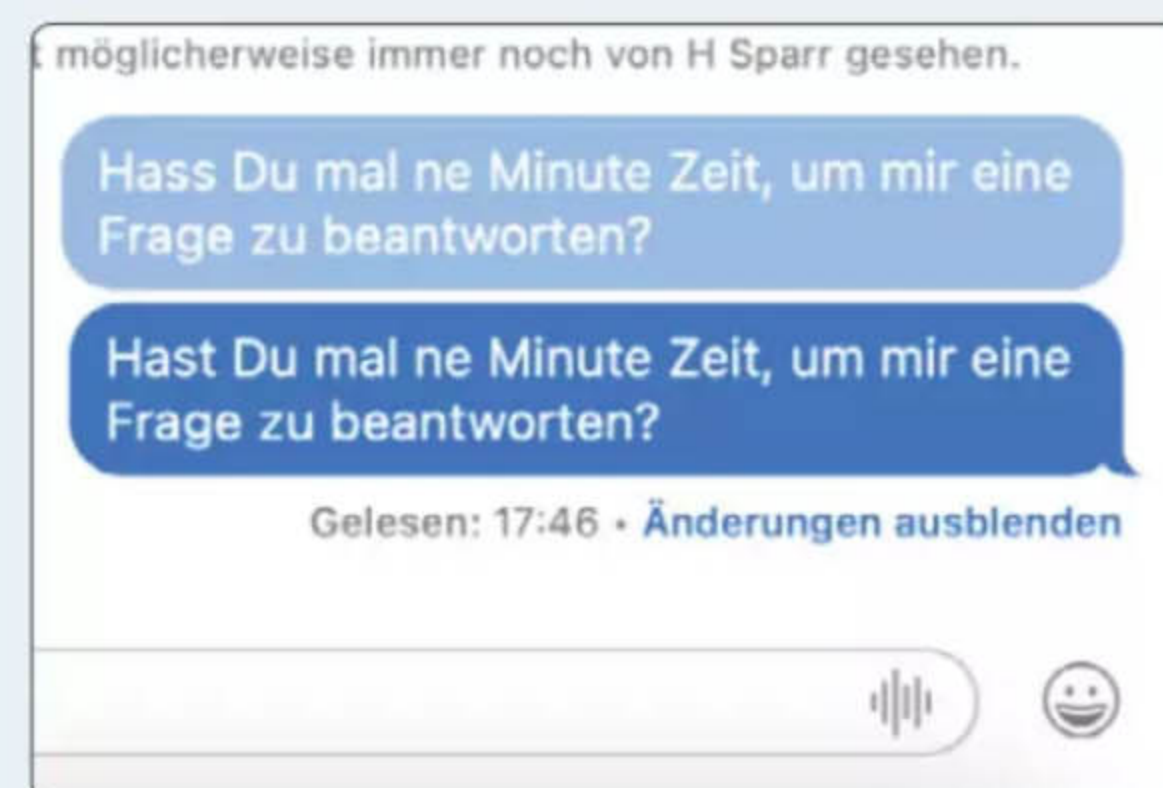 möglicherweise immer noch von H Sparr gesehen.
Hass Du mal ne Minute Zeit, um mir eine
Frage zu beantworten?
Hast Du mal ne Minute Zeit, um mir eine
Frage zu beantworten?
Gelesen: 17:46 • Änderungen ausblenden